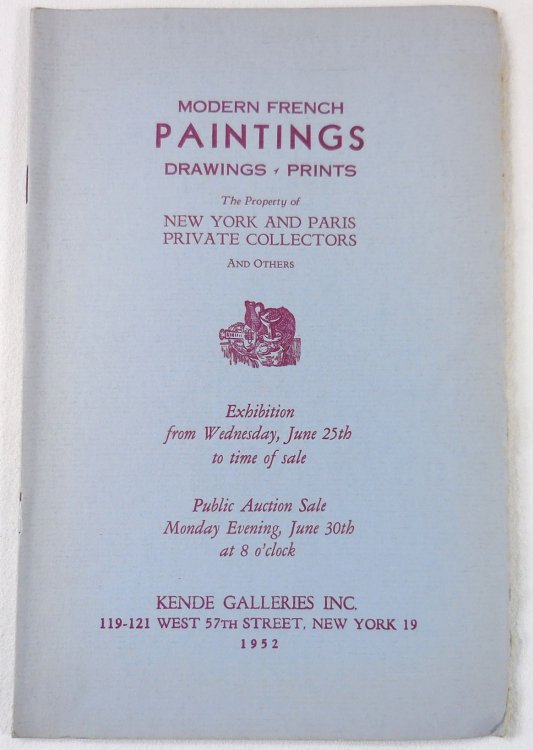 MODERN FRENCH
PAINTINGS
DRAWINGS • PRINTS
The Property of
NEW YORK AND PARIS
PRIVATE COLLECTORS
AND OTHERS
Exhibition
from Wednesday, June 25th
to time of sale
Public Auction Sale
Monday Evening, June 30th
at 8 o'clock
KENDE GALLERIES INC.
119-121 WEST 57TH STREET, NEW YORK 19
1952